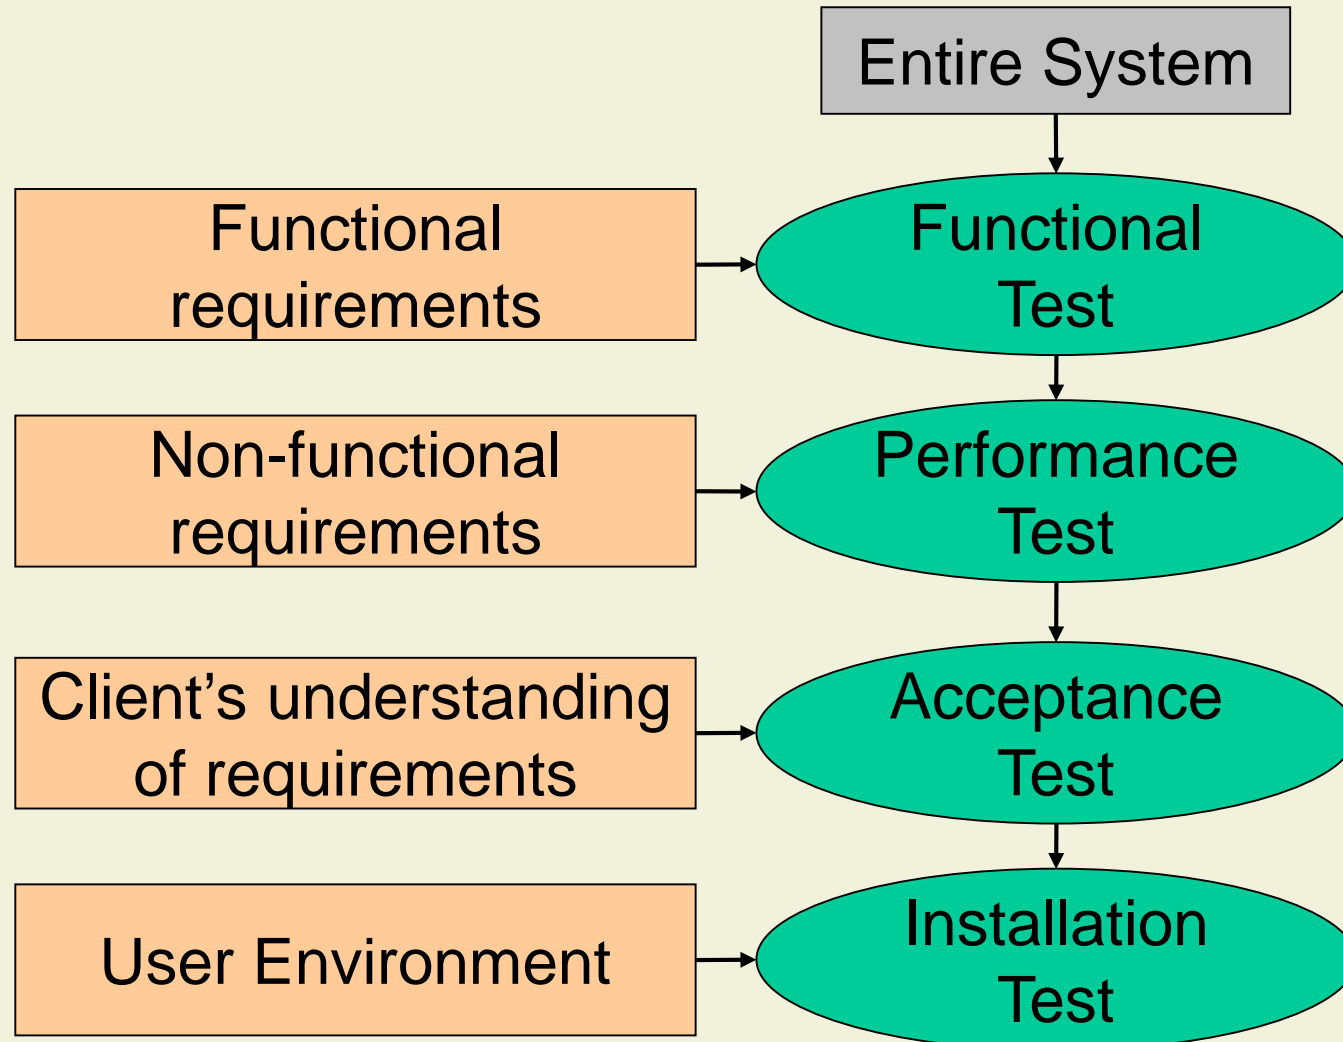 Entire System
Functional
requirements
Functional
Test
Non-functional
requirements
Performance
Test
Client’s understanding
of requirements
Acceptance
Test
User Environment
Installation
Test